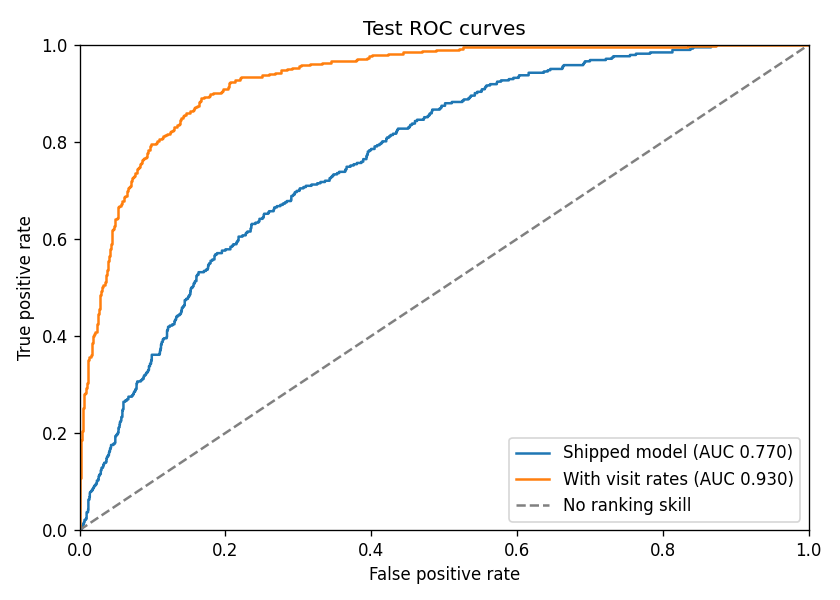 Test ROC curves
True positive rate
1.0
0.8
0.6
0.4
0.2
0.0
Shipped model (AUC 0.770)
With visit rates (AUC 0.930)
No ranking skill
0.0 0.2 0.4 0.6 0.8 1.0
False positive rate